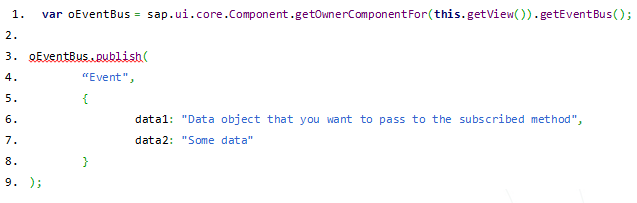 1. var oEventBus = sap.ui.core.Component.getOwnerComponentFor(this.getView()).getEventBus();
2.
3. oEventBus.publish(
4. “Event”,
5. {
6. data1: "Data object that you want to pass to the subscribed method",
7. data2: "Some data"
8. }
9. );